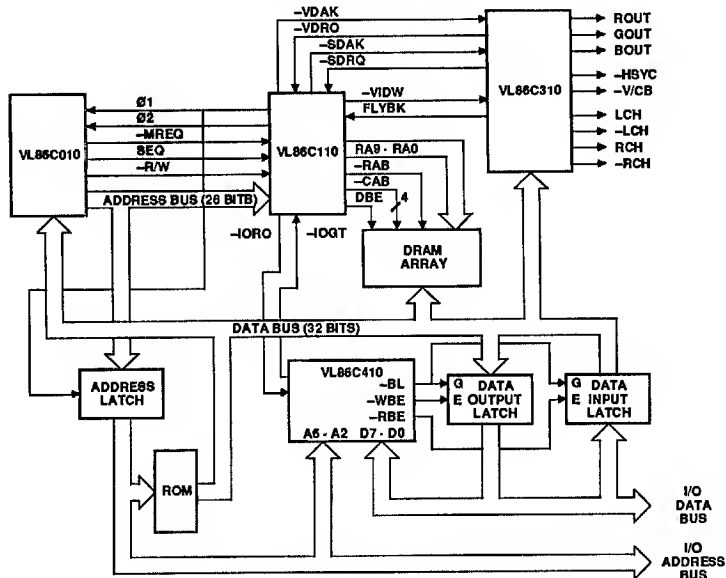 –VDAK
–VDRQ
–SDAK
–SDRQ
ROUT
GOUT
BOUT
–HSYC
–V/CB
LCH
–LCH
RCH
–RCH
VL86C310
–VIDW
FLYBK
VL86C010
Ø1
Ø2
–MREQ
SEQ
–R/W
ADDRESS BUS (26 BITB)
VL86C110
RA9 - RA0
–RAB
–CAB
DBE
4
–IORQ
–IOGT
DRAM
ARRAY
DATA BUS (32 BITS)
ADDRESS
LATCH
VL86C410
–BL
–WBE
–RBE
A6 - A2 D7 - D0
G DATA
E OUTPUT
LATCH
G DATA
E INPUT
LATCH
ROM
I/O
DATA
BUS
I/O
ADDRESS
BUS